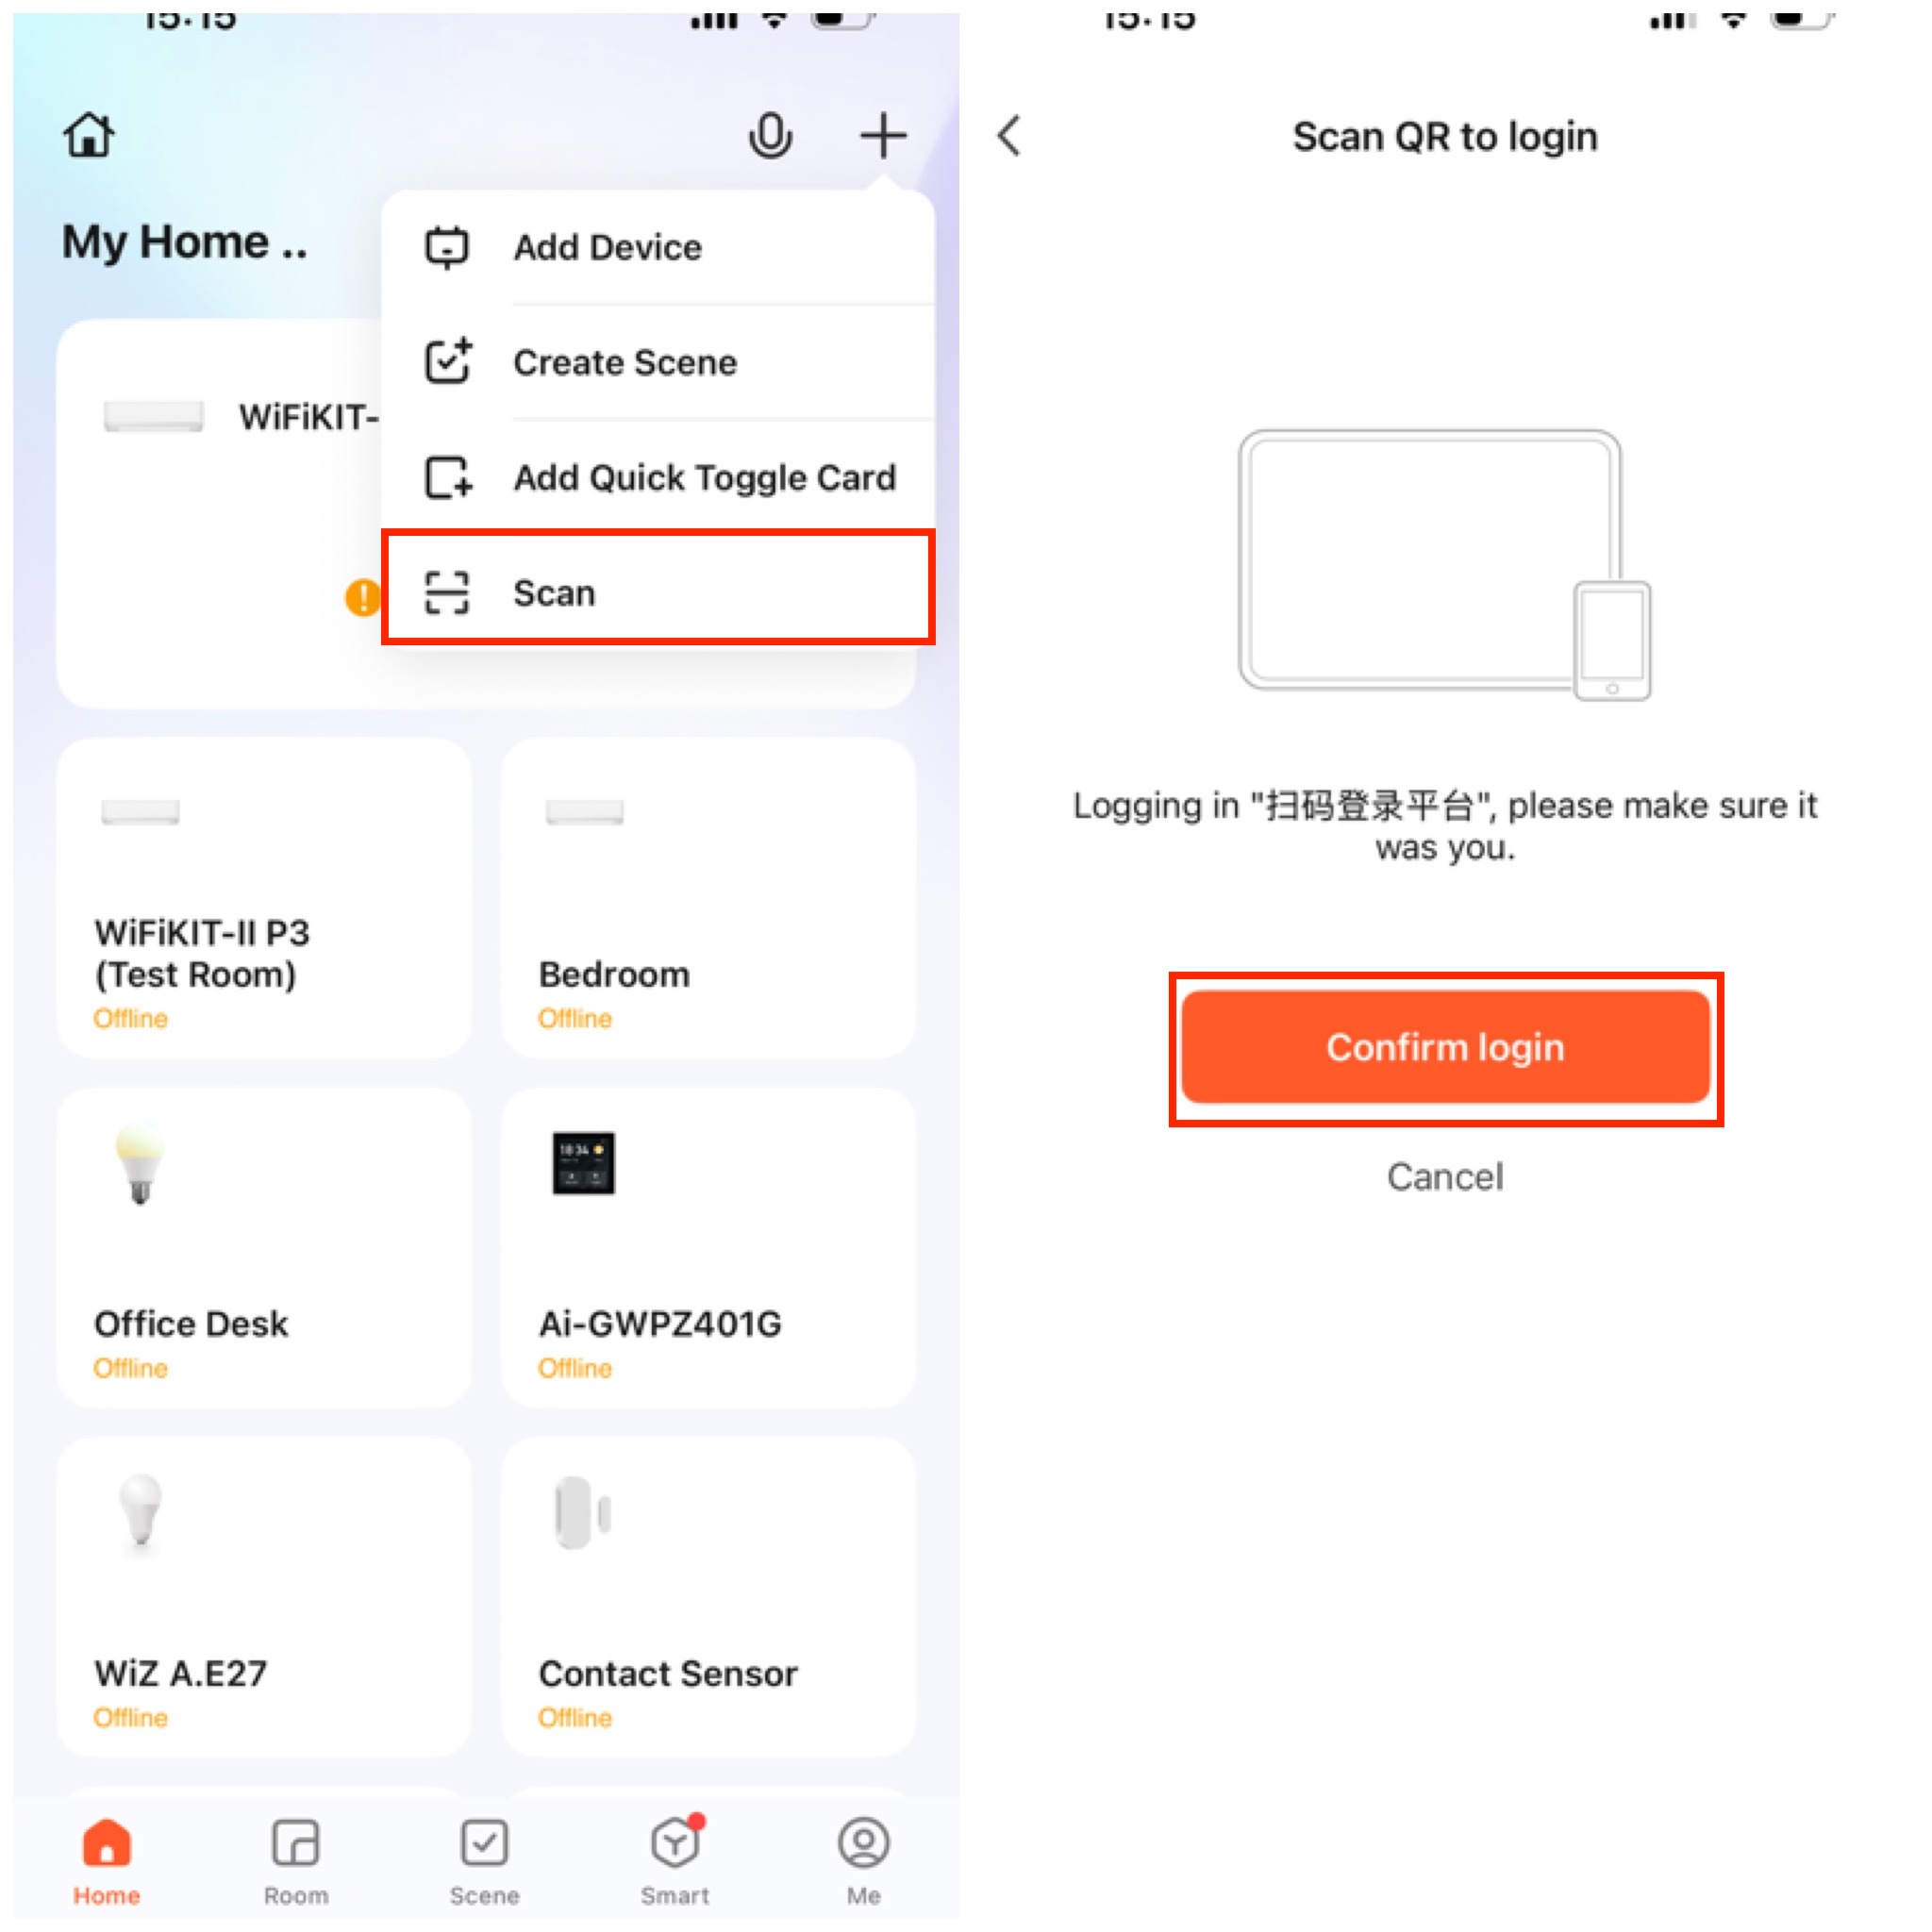 15:15
My Home ..
Add Device
Create Scene
WiFiKIT-
Add Quick Toggle Card
Scan
WiFiKIT-II P3
(Test Room)
Offline
Bedroom
Offline
Office Desk
Offline
18:34
Ai-GWPZ401G
Offline
WiZ A.E27
Offline
Contact Sensor
Offline
Home
Room
Scene
Smart
Me
15:15
Scan QR to login
Logging in "扫码登录平台", please make sure it
was you.
Confirm login
Cancel